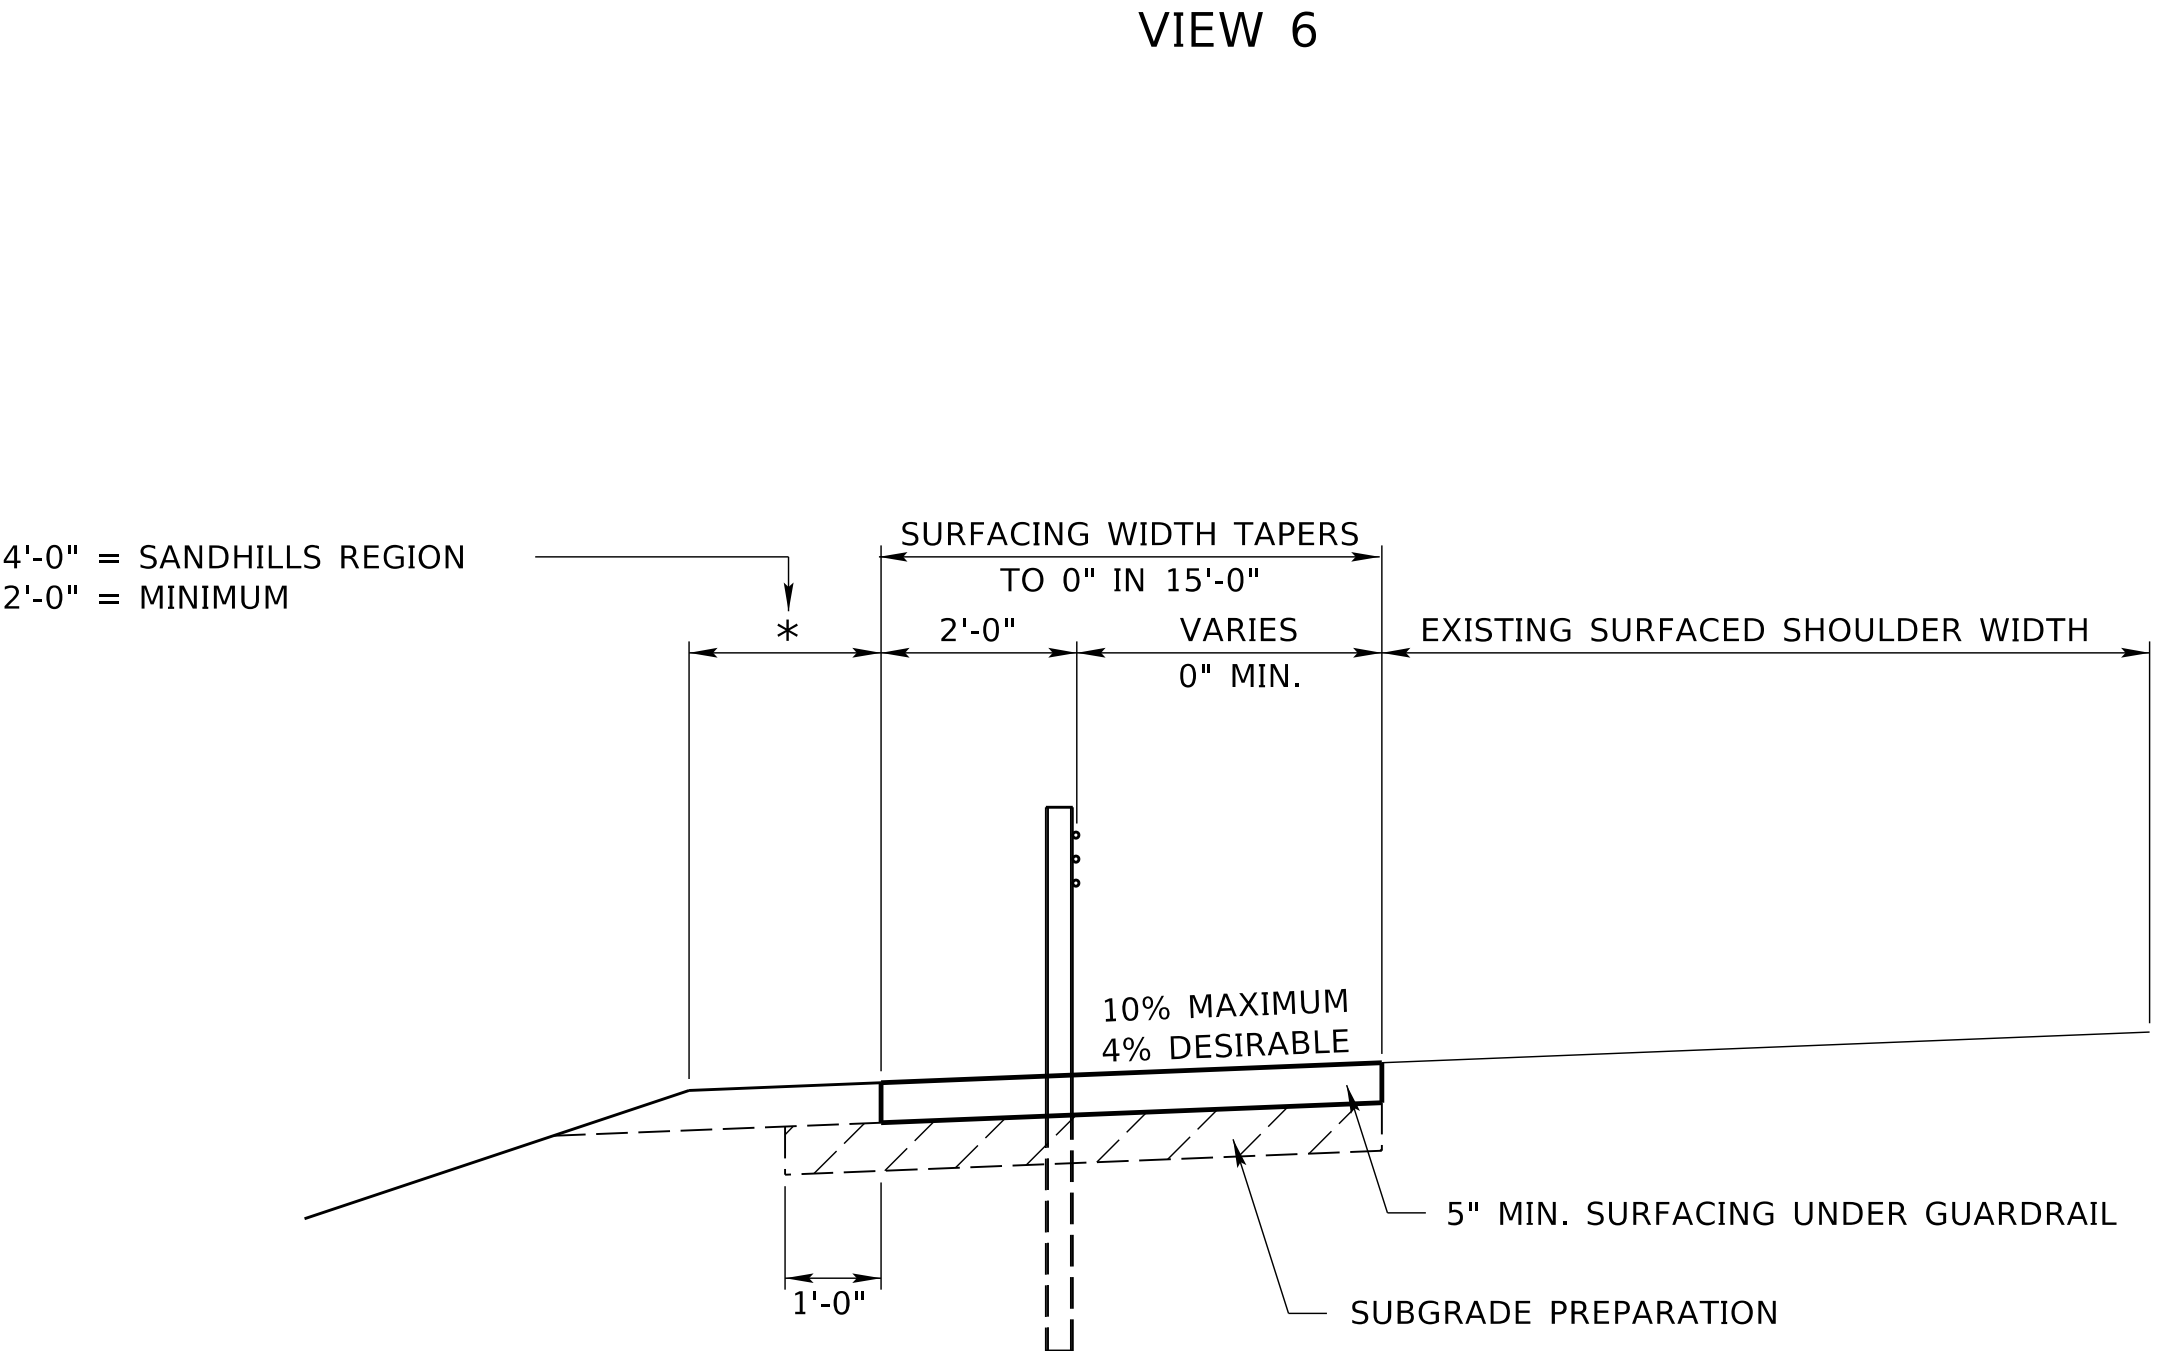 VIEW 6
SURFACING WIDTH TAPERS
TO 0" IN 15'-0"
4'-0" = SANDHILLS REGION
2'-0" = MINIMUM
*
2'-0"
VARIES
0" MIN.
EXISTING SURFACED SHOULDER WIDTH
10% MAXIMUM
4% DESIRABLE
5" MIN. SURFACING UNDER GUARDRAIL
1'-0"
SUBGRADE PREPARATION